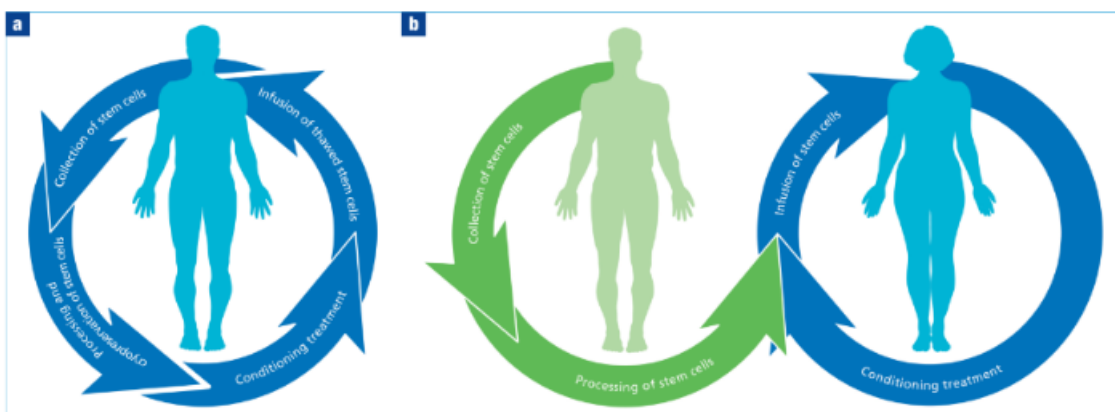 a
Collection of stem cells
Processing and
cryopreservation of stem cells
Conditioning treatment
Infusion of thawed stem cells
b
Collection of stem cells
Processing of stem cells
Infusion of stem cells
Conditioning treatment